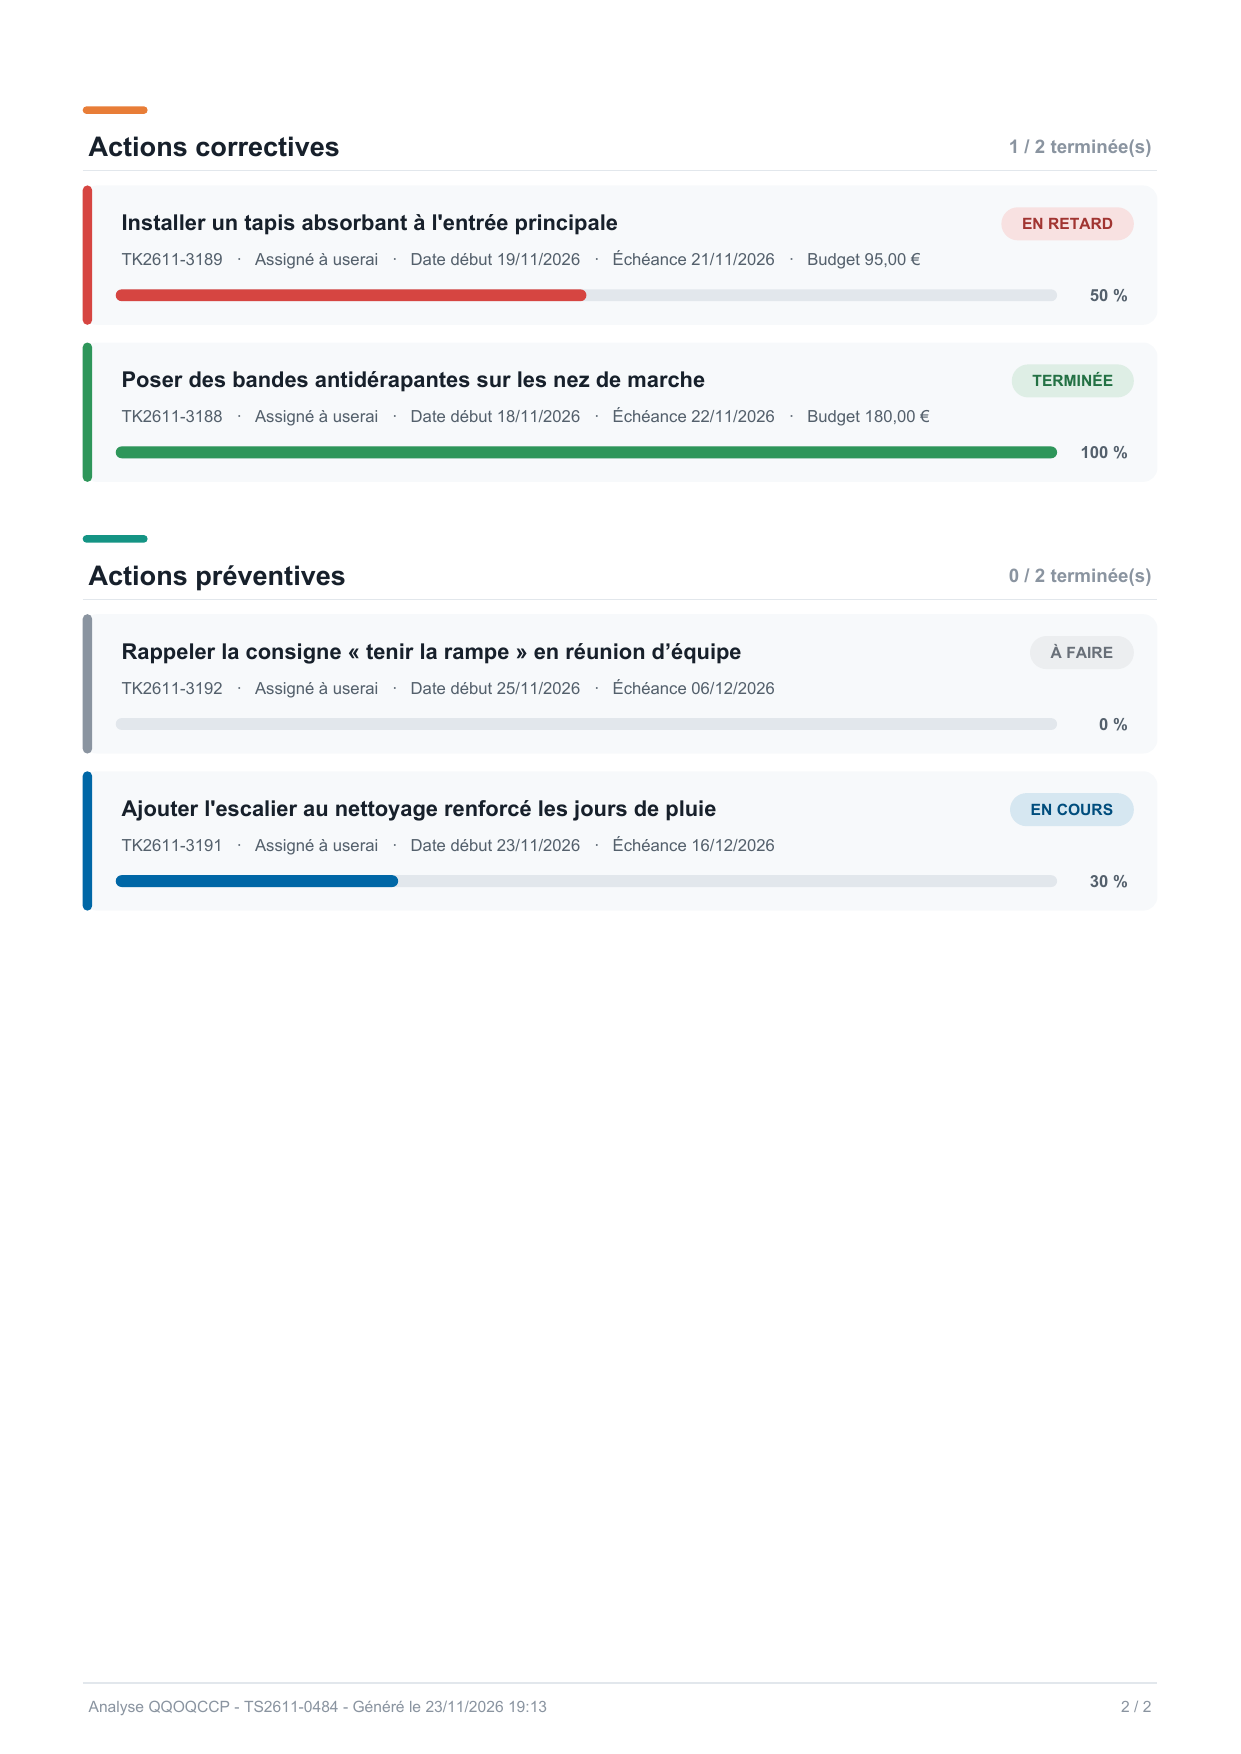 Actions correctives
1 / 2 terminée(s)
Installer un tapis absorbant à l'entrée principale
EN RETARD
TK2611-3189 · Assigné à userai · Date début 19/11/2026 · Échéance 21/11/2026 · Budget 95,00 €
50 %
Poser des bandes antidérapantes sur les nez de marche
TERMINÉE
TK2611-3188 · Assigné à userai · Date début 18/11/2026 · Échéance 22/11/2026 · Budget 180,00 €
100 %
Actions préventives
0 / 2 terminée(s)
Rappeler la consigne « tenir la rampe » en réunion d’équipe
À FAIRE
TK2611-3192 · Assigné à userai · Date début 25/11/2026 · Échéance 06/12/2026
0 %
Ajouter l'escalier au nettoyage renforcé les jours de pluie
EN COURS
TK2611-3191 · Assigné à userai · Date début 23/11/2026 · Échéance 16/12/2026
30 %
Analyse QQOQCCP - TS2611-0484 - Généré le 23/11/2026 19:13
2 / 2